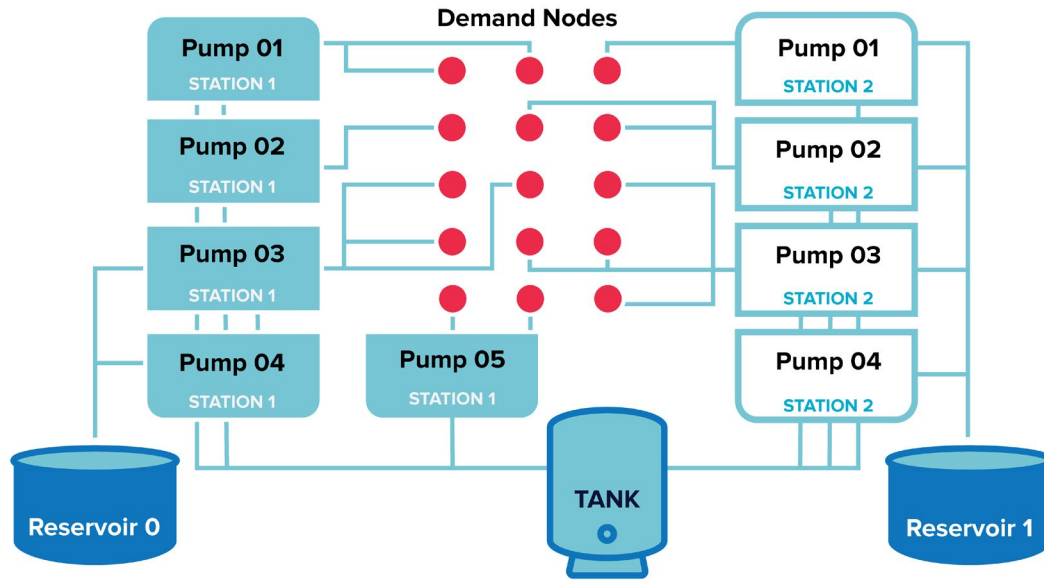 Demand Nodes
Pump 01
STATION 1
Pump 02
STATION 1
Pump 03
STATION 1
Pump 04
STATION 1
Pump 05
STATION 1
Pump 01
STATION 2
Pump 02
STATION 2
Pump 03
STATION 2
Pump 04
STATION 2
Reservoir 0
TANK
Reservoir 1